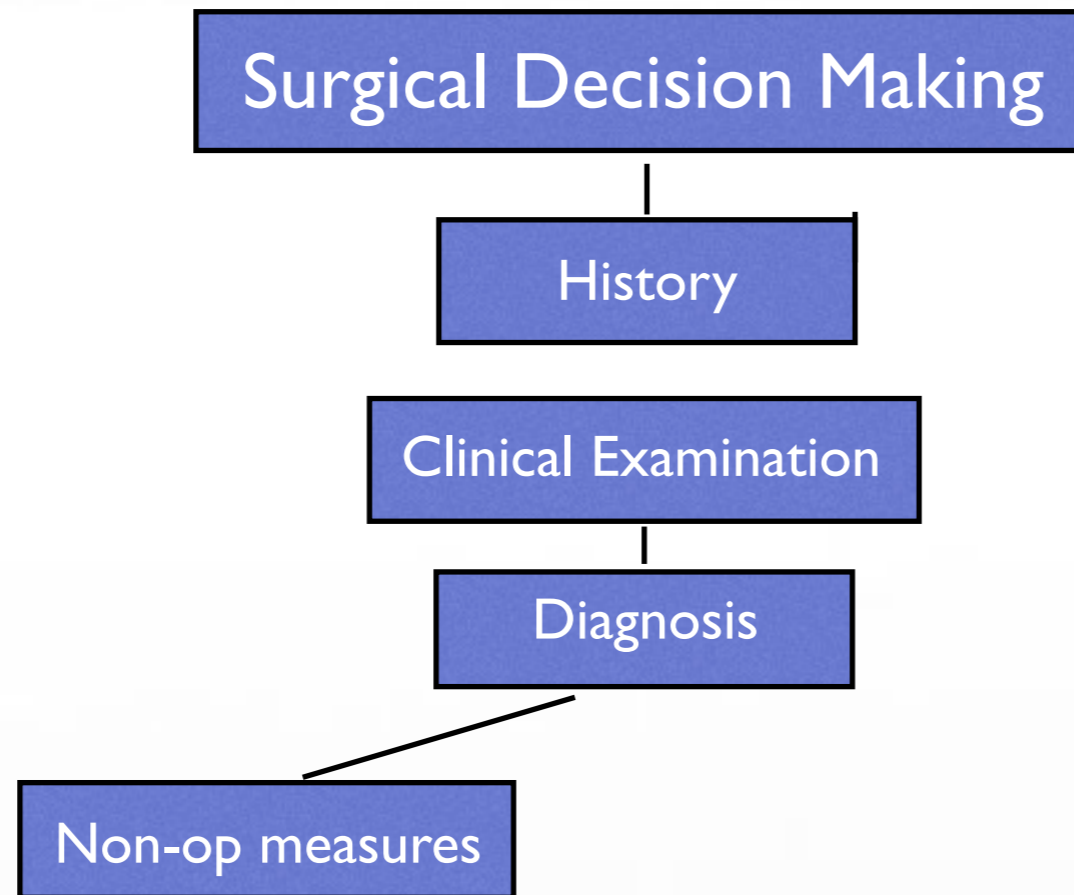 Surgical Decision Making
History
Clinical Examination
Diagnosis
Non-op measures